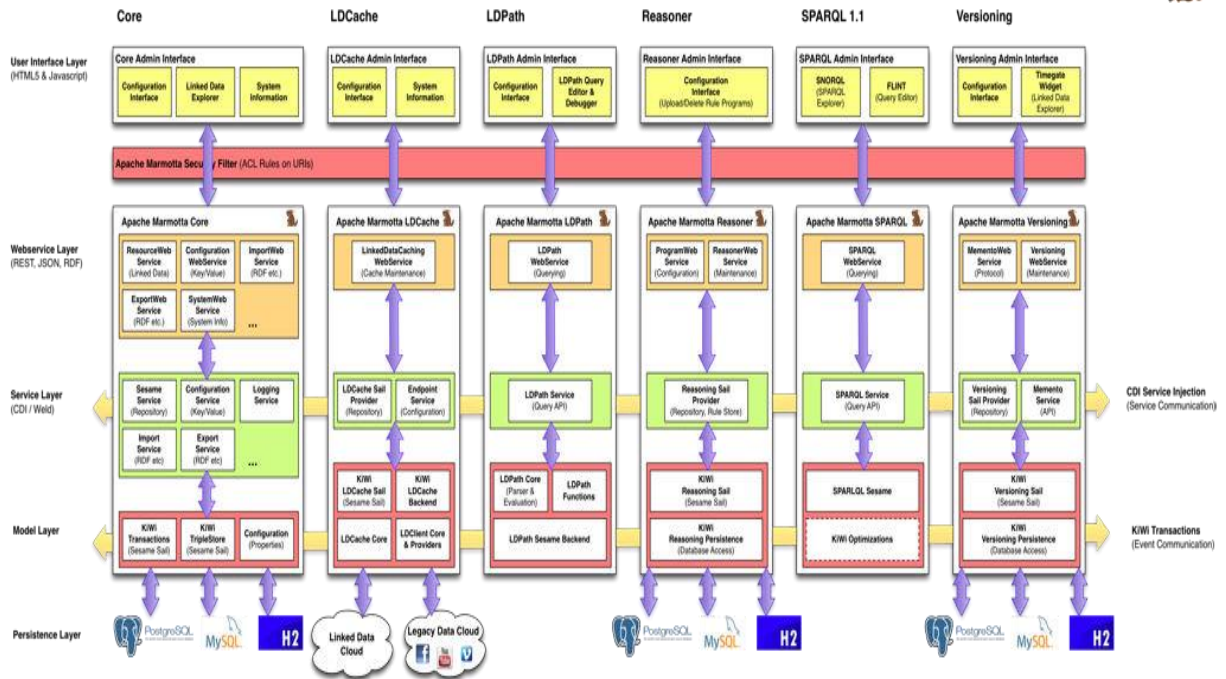 Core
LDCache
LDPath
Reasoner
SPARQL 1.1
Versioning
User Interface Layer
(HTML5 & Javascript)
Core Admin Interface
Configuration
Interface
Linked Data
Explorer
System
Information
LDCache Admin Interface
Configuration
Interface
System
Information
LDPath Admin Interface
Configuration
Interface
LDPath Query
Editor &
Debugger
Reasoner Admin Interface
Configuration
Interface
(Upload/Delete Rule Programs)
SPARQL Admin Interface
SNORQL
(SPARQL
Explorer)
FLINT
(Query Editor)
Versioning Admin Interface
Configuration
Interface
Timegate
Widget
(Linked Data
Explorer)
Apache Marmotta Security Filter (ACL Rules on URIs)
Webservice Layer
(REST, JSON, RDF)
Apache Marmotta Core
ResourceWeb
Service
(Linked Data)
Configuration
WebService
(Key/Value)
ImportWeb
Service
(RDF etc.)
ExportWeb
Service
(RDF etc.)
SystemWeb
Service
(System Info)
...
Apache Marmotta LDCache
LinkedDataCaching
WebService
(Cache Maintenance)
Apache Marmotta LDPath
LDPath
WebService
(Querying)
Apache Marmotta Reasoner
ProgramWeb
Service
(Configuration)
ReasonerWeb
Service
(Maintenance)
Apache Marmotta SPARQL
SPARQL
WebService
(Querying)
Apache Marmotta Versioning
MementoWeb
Service
(Protocol)
Versioning
WebService
(Maintenance)
Service Layer
(CDI / Weld)
Sesame
Service
(Repository)
Configuration
Service
(Key/Value)
Logging
Service
Import
Service
(RDF etc)
Export
Service
(RDF etc)
...
LDCache Sail
Provider
(Repository)
Endpoint
Service
(Configuration)
LDPath Service
(Query API)
Reasoning Sail
Provider
(Repository, Rule Store)
SPARQL Service
(Query API)
Versioning
Sail Provider
(Repository)
Memento
Service
(API)
CDI Service Injection
(Service Communication)
Model Layer
KiWi
Transactions
(Sesame Sail)
KiWi
TripleStore
(Sesame Sail)
Configuration
(Properties)
KiWi
LDCache Sail
(Sesame Sail)
KiWi
LDCache
Backend
LDCache Core
LDClient Core
& Providers
LDPath Core
(Parser &
Evaluation)
LDPath
Functions
LDPath Sesame Backend
KiWi
Reasoning Sail
(Sesame Sail)
KiWi
Reasoning Persistence
(Database Access)
SPARLQL Sesame
KiWi Optimizations
KiWi
Versioning Sail
(Sesame Sail)
KiWi
Versioning Persistence
(Database Access)
KiWi Transactions
(Event Communication)
Persistence Layer
PostgreSQL
MySQL
H2
Linked Data
Cloud
Legacy Data Cloud
f
You
Tube
v
PostgreSQL
MySQL
H2
PostgreSQL
MySQL
H2